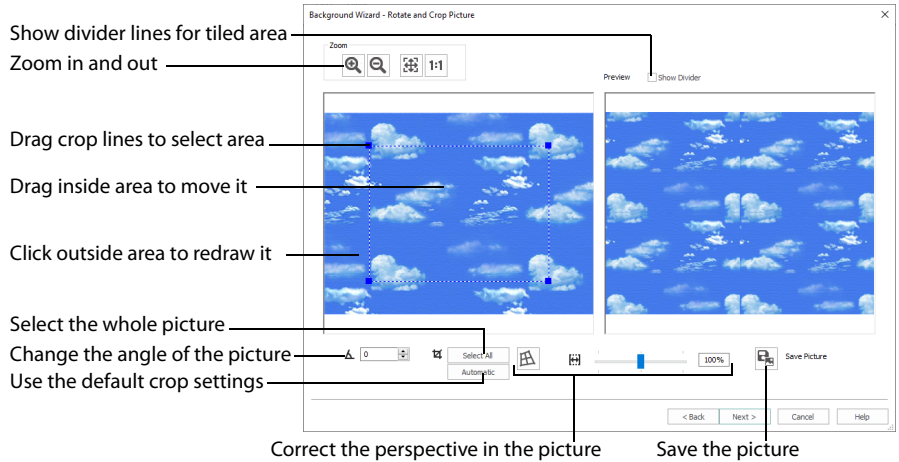 Background Wizard - Rotate and Crop Picture
Show divider lines for tiled area
Zoom
Zoom in and out
1:1
Preview
Show Divider
Drag crop lines to select area
Drag inside area to move it
Click outside area to redraw it
Select the whole picture
Change the angle of the picture
0
Select All
100%
Save Picture
Use the default crop settings
Automatic
< Back
Next >
Cancel
Help
Correct the perspective in the picture
Save the picture